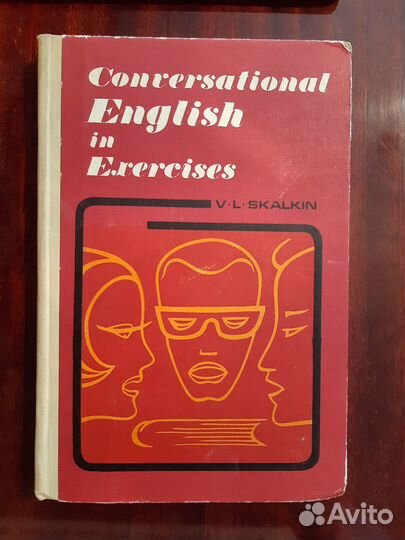 Conversational
English
in
Exercises
V·L·SKALKIN
Avito